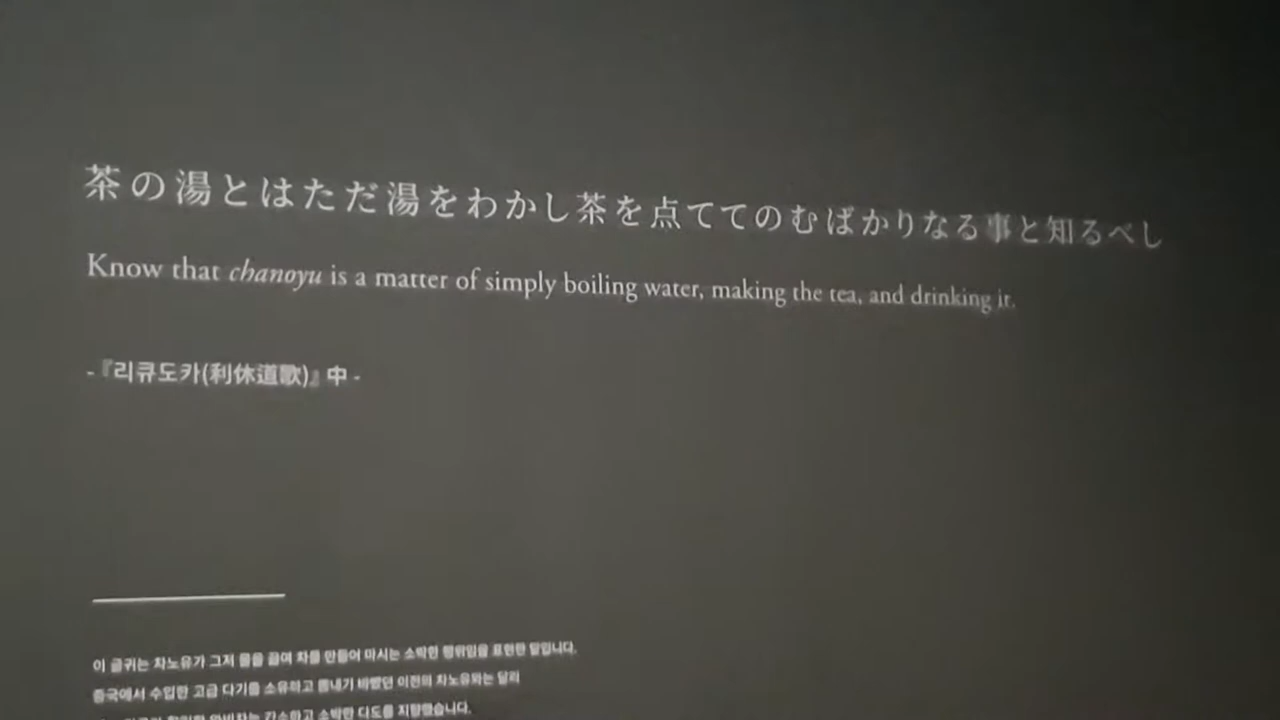 茶の湯とはただ湯をわかし茶を点ててのむばかりなる事と知るべし
Know that chanoyu is a matter of simply boiling water, making the tea, and drinking it.
-『리큐도카(利休道歌)』中 -
이 글귀는 차노유가 그저 물을 끓여 차를 만들어 마시는 소박한 행위임을 표현한 말입니다.
중국에서 수입한 고급 다기를 소유하고 뽐내기 바빴던 이전의 차노유와는 달리
간소하고 소박한 다도를 지향했습니다.